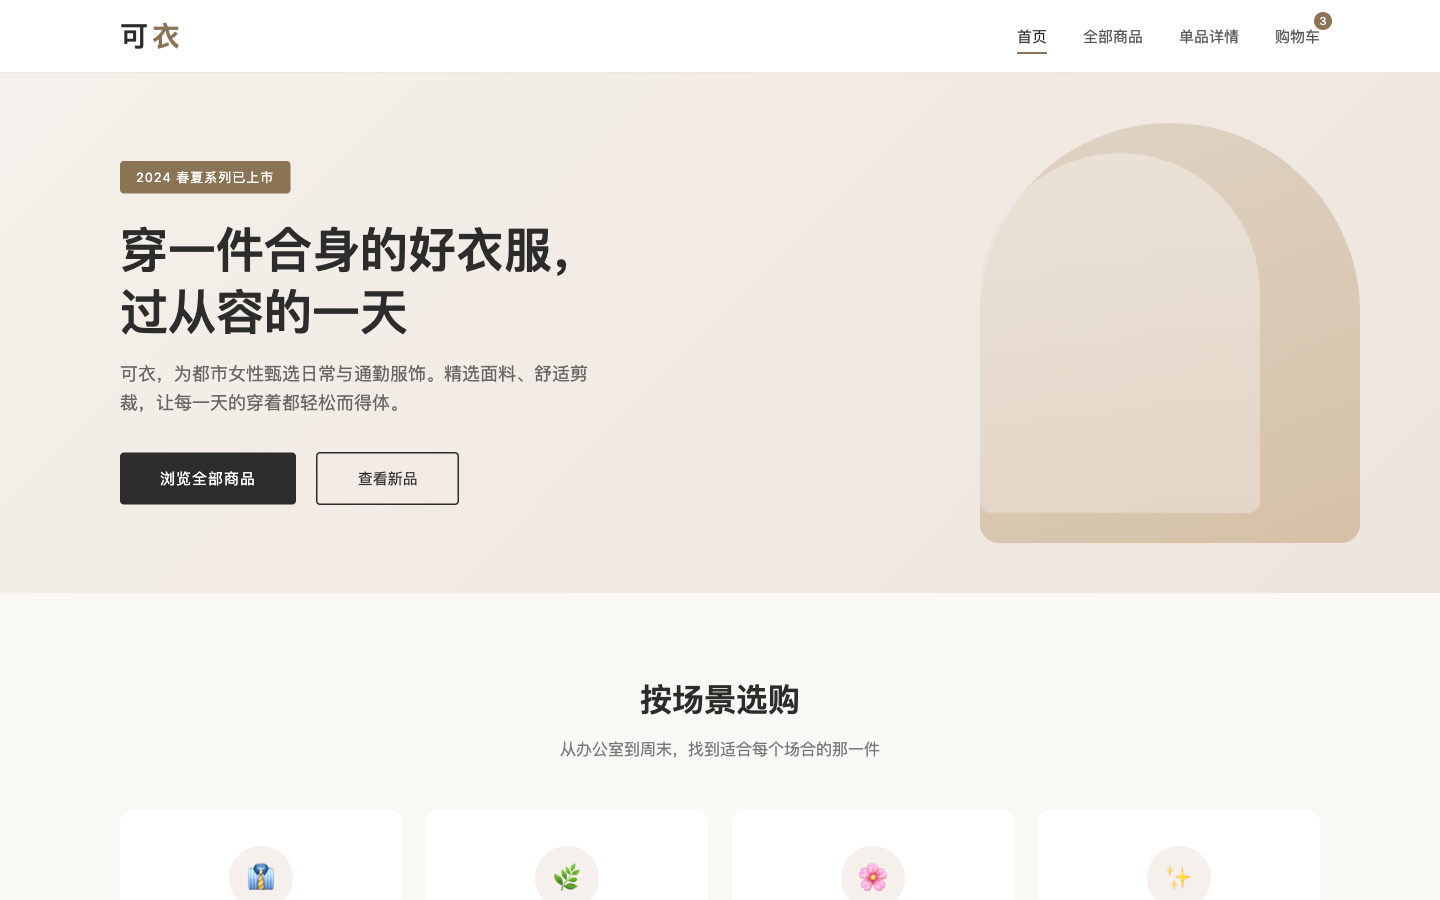 可衣
首页
全部商品
单品详情
购物车
3
2024 春夏系列已上市
穿一件合身的好衣服，
过从容的一天
可衣，为都市女性甄选日常与通勤服饰。精选面料、舒适剪
裁，让每一天的穿着都轻松而得体。
浏览全部商品
查看新品
按场景选购
从办公室到周末，找到适合每个场合的那一件